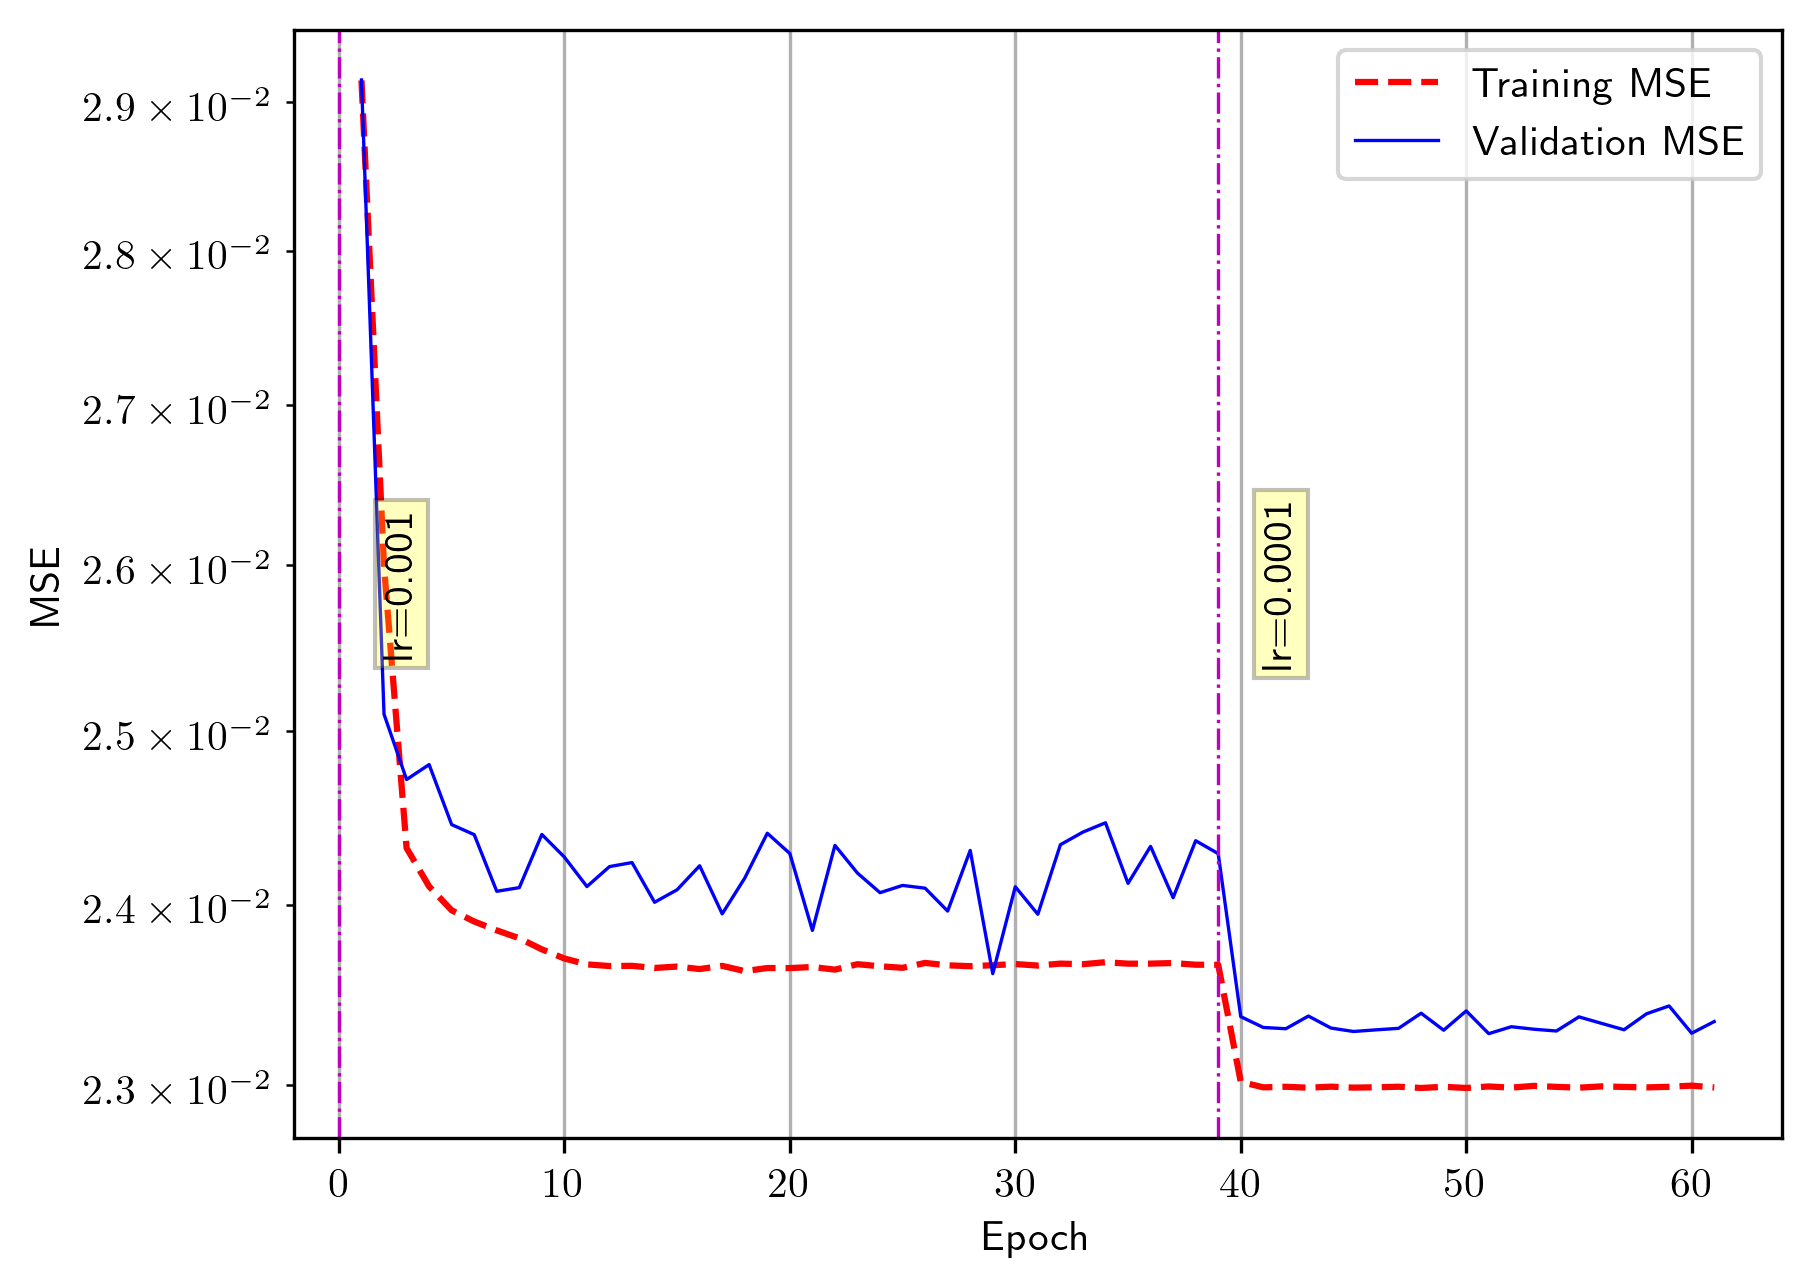 Training MSE
Validation MSE
2.9 × 10⁻²
2.8 × 10⁻²
2.7 × 10⁻²
2.6 × 10⁻²
2.5 × 10⁻²
2.4 × 10⁻²
2.3 × 10⁻²
MSE
lr=0.001
lr=0.0001
0 10 20 30 40 50 60
Epoch